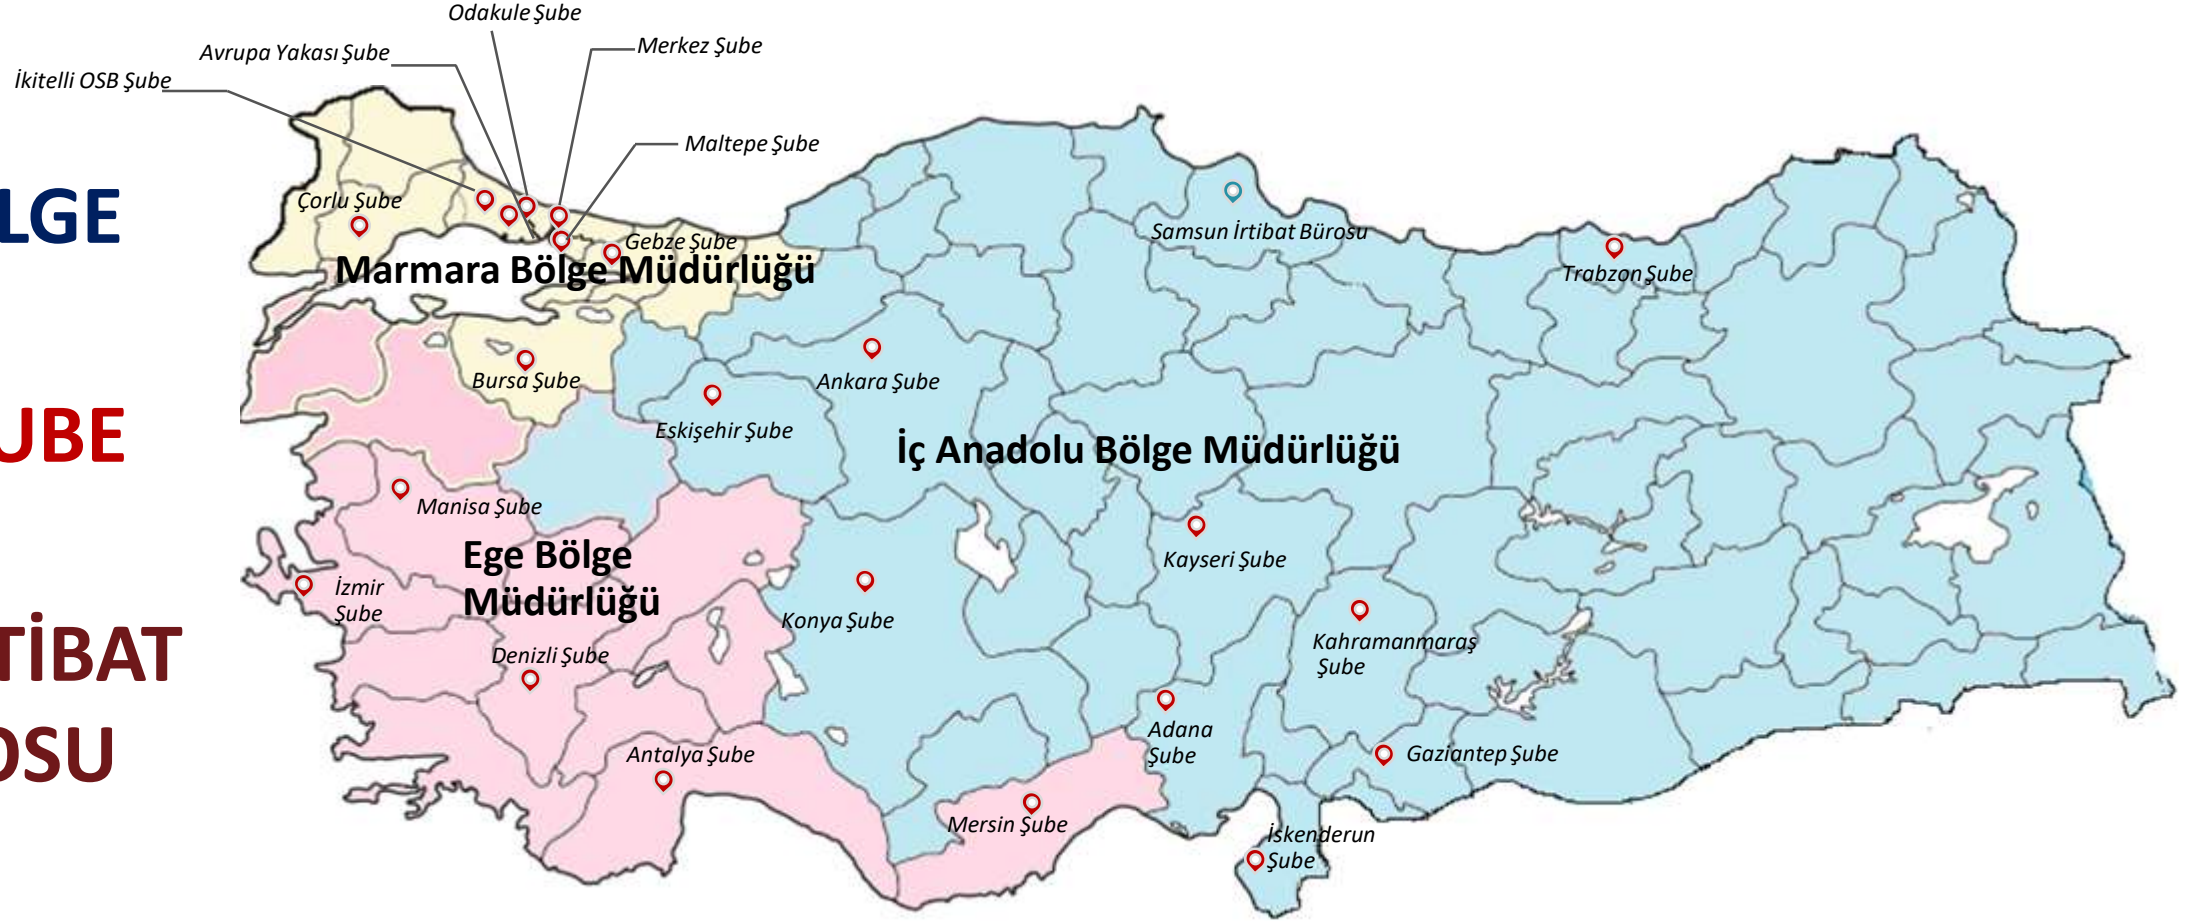 Odakule Şube
Merkez Şube
Avrupa Yakası Şube
İkitelli OSB Şube
Maltepe Şube
LGE
Çorlu Şube
Samsun İrtibat Bürosu
Gebze Şube
Marmara Bölge Müdürlüğü
Trabzon Şube
Bursa Şube
Ankara Şube
UBE
Eskişehir Şube
İç Anadolu Bölge Müdürlüğü
Manisa Şube
Ege Bölge
Müdürlüğü
Kayseri Şube
İzmir
Şube
Konya Şube
TİBAT
Kahramanmaraş
Şube
Denizli Şube
OSU
Adana
Şube
Antalya Şube
Gaziantep Şube
Mersin Şube
İskenderun
Şube